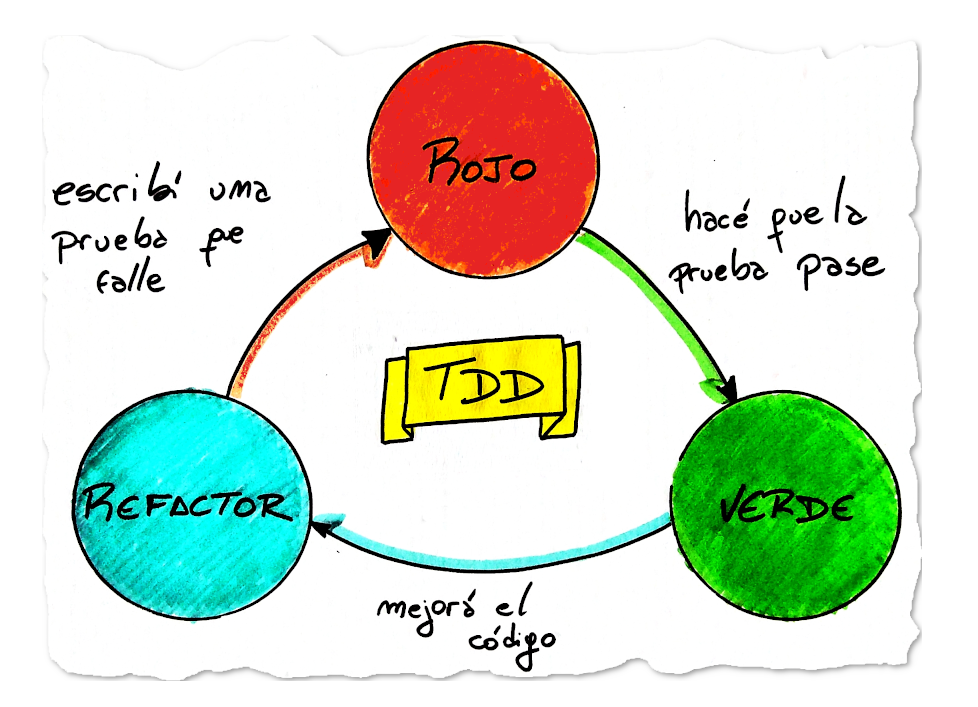 ROJO
escribí una
prueba que
falle
hacé que la
prueba pase
TDD
REFACTOR
VERDE
mejorá el
código